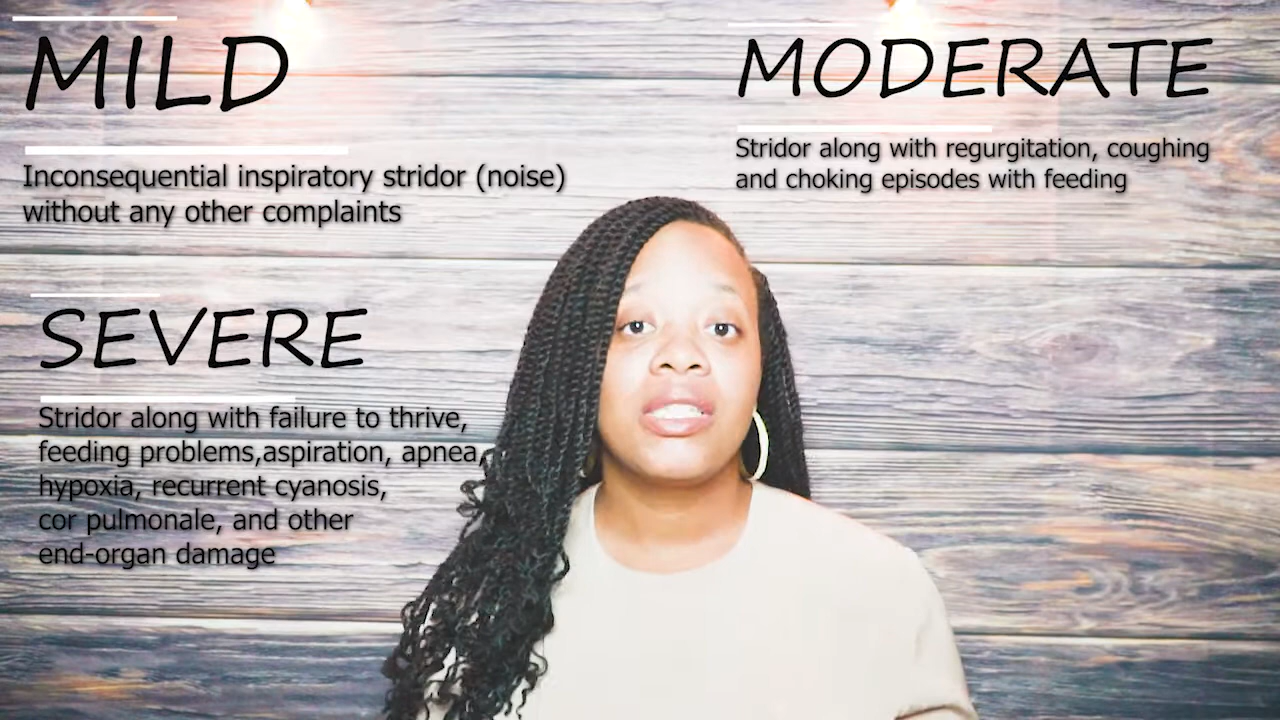 MILD
Inconsequential inspiratory stridor (noise)
without any other complaints
MODERATE
Stridor along with regurgitation, coughing
and choking episodes with feeding
SEVERE
Stridor along with failure to thrive,
feeding problems,aspiration, apnea,
hypoxia, recurrent cyanosis,
cor pulmonale, and other
end-organ damage